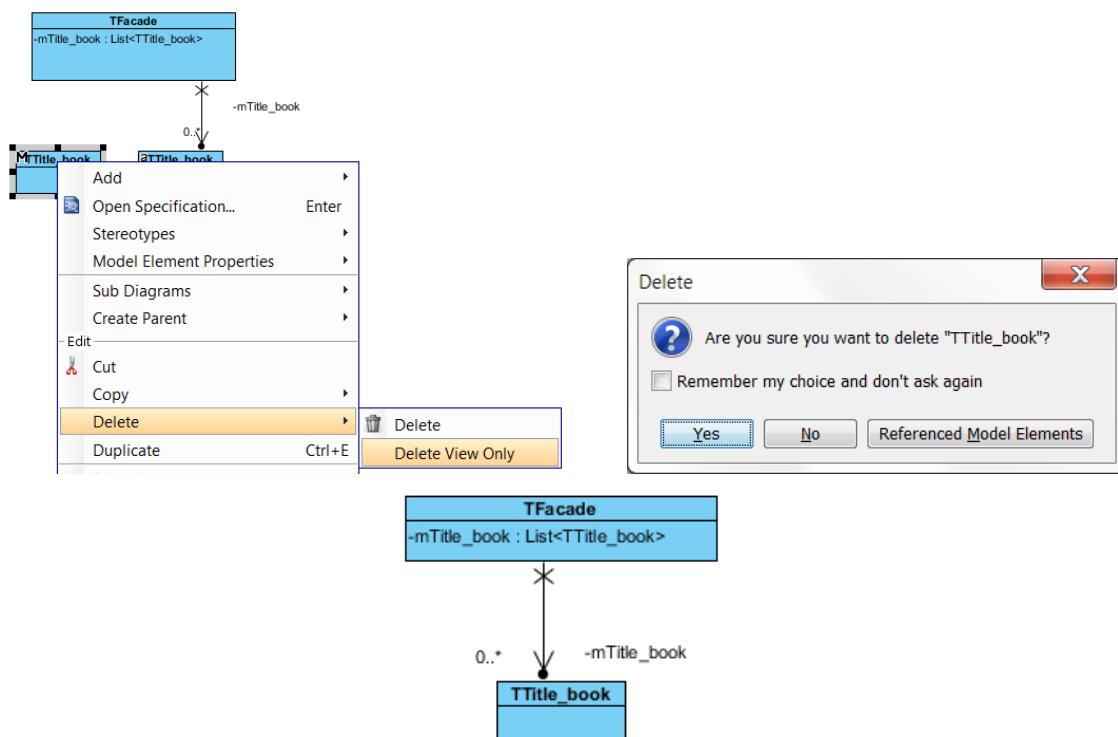 TFacade
-mTitle_book : List<TTitle_book>
-mTitle_book
0..*
M TTitle_book
a TTitle_book
Add
Open Specification... Enter
Stereotypes
Model Element Properties
Sub Diagrams
Create Parent
Edit
Cut
Copy
Delete
Duplicate Ctrl+E
Delete
Delete View Only
Delete
Are you sure you want to delete "TTitle_book"?
Remember my choice and don't ask again
Yes No Referenced Model Elements
TFacade
-mTitle_book : List<TTitle_book>
0..* -mTitle_book
TTitle_book